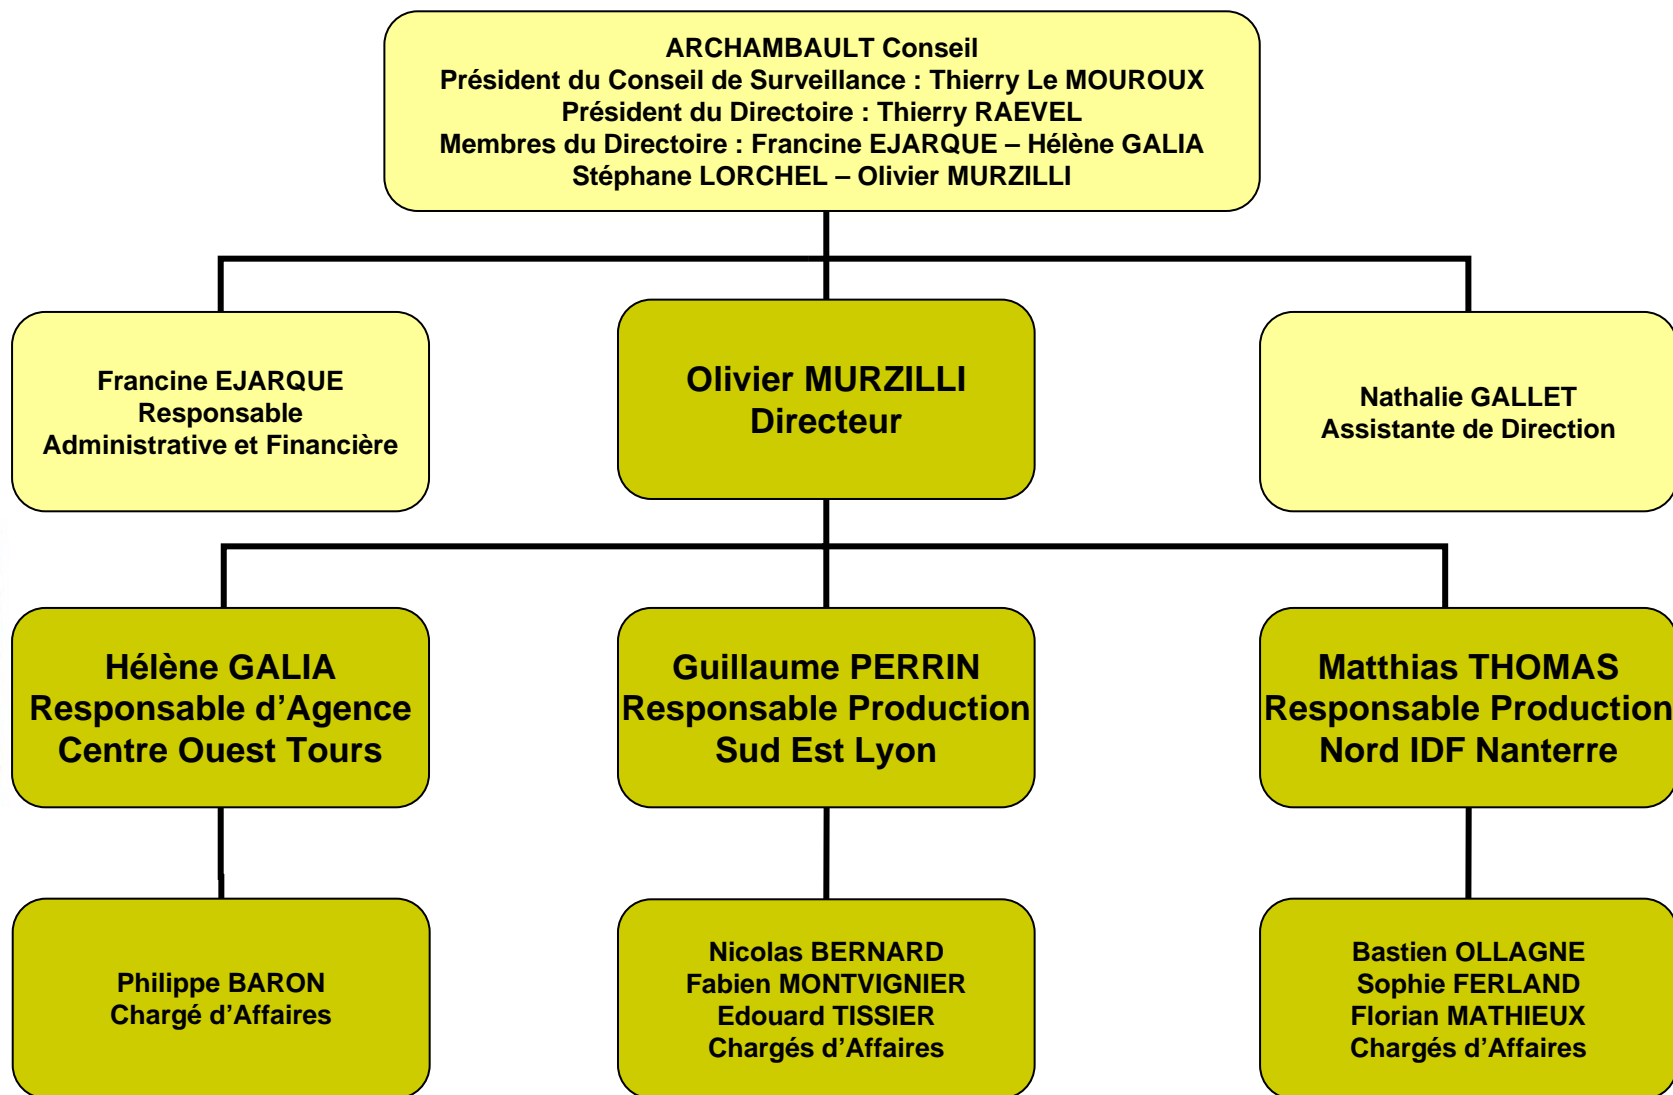 ARCHAMBAULT Conseil
Président du Conseil de Surveillance : Thierry Le MOUROUX
Président du Directoire : Thierry RAEVEL
Membres du Directoire : Francine EJARQUE – Hélène GALIA
Stéphane LORCHEL – Olivier MURZILLI
Francine EJARQUE
Responsable
Administrative et Financière
Olivier MURZILLI
Directeur
Nathalie GALLET
Assistante de Direction
Hélène GALIA
Responsable d’Agence
Centre Ouest Tours
Guillaume PERRIN
Responsable Production
Sud Est Lyon
Matthias THOMAS
Responsable Production
Nord IDF Nanterre
Philippe BARON
Chargé d’Affaires
Nicolas BERNARD
Fabien MONTVIGNIER
Edouard TISSIER
Chargés d’Affaires
Bastien OLLAGNE
Sophie FERLAND
Florian MATHIEUX
Chargés d’Affaires